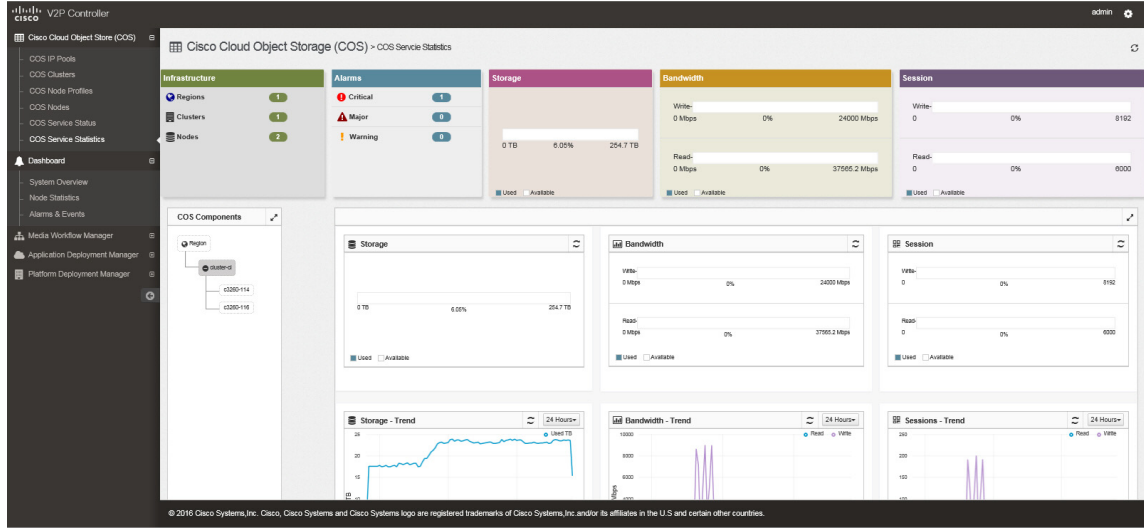 CISCO V2P Controller
admin
Cisco Cloud Object Store (COS)
COS IP Pools
COS Clusters
COS Node Profiles
COS Nodes
COS Service Status
COS Service Statistics
Dashboard
System Overview
Node Statistics
Alarms & Events
Media Workflow Manager
Application Deployment Manager
Platform Deployment Manager
Cisco Cloud Object Storage (COS) > COS Servcie Statistics
Infrastructure
Regions 1
Clusters 1
Nodes 2
Alarms
Critical 1
Major 0
Warning 0
Storage
0 TB 6.05% 254.7 TB
Used Available
Bandwidth
Write-
0 Mbps 0% 24000 Mbps
Read-
0 Mbps 0% 37565.2 Mbps
Used Available
Session
Write-
0 0% 8192
Read-
0 0% 6000
Used Available
COS Components
Region
cluster-d
c3260-114
c3260-116
Storage
0 TB 6.05% 254.7 TB
Used Available
Bandwidth
Write-
0 Mbps 0% 24000 Mbps
Read-
0 Mbps 0% 37565.2 Mbps
Used Available
Session
Write-
0 0% 8192
Read-
0 0% 6000
Used Available
Storage - Trend
24 Hours
Used TB
25
20
15
TB
Bandwidth - Trend
24 Hours
Read Write
10000
8000
6000
4000
Mbps
Sessions - Trend
24 Hours
Read Write
250
200
150
100
© 2016 Cisco Systems,Inc. Cisco, Cisco Systems and Cisco Systems logo are registered trademarks of Cisco Systems,Inc.and/or its affiliates in the U.S and certain other countries.